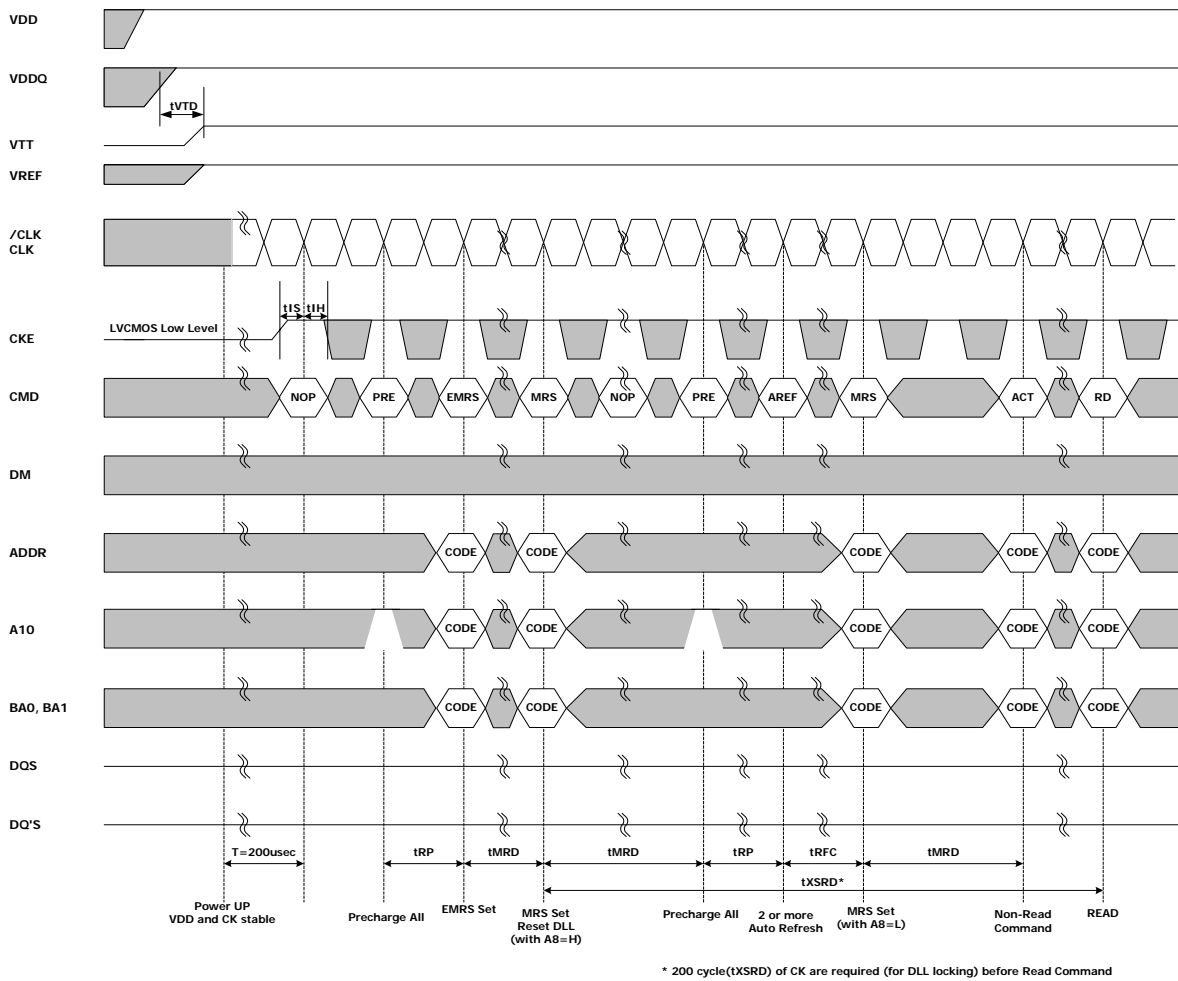 VDD
VDDQ
tVTD
VTT
VREF
/CLK
CLK
tIS tIH
LVCMOS Low Level
CKE
CMD NOP PRE EMRS MRS NOP PRE AREF MRS ACT RD
DM
ADDR CODE CODE CODE CODE CODE
A10 CODE CODE CODE CODE CODE
BA0, BA1 CODE CODE CODE CODE CODE
DQS
DQ'S
T=200usec tRP tMRD tMRD tRP tRFC tMRD
tXSRD*
Power UP
VDD and CK stable
Precharge All
EMRS Set
MRS Set
Reset DLL
(with A8=H)
Precharge All
2 or more
Auto Refresh
MRS Set
(with A8=L)
Non-Read
Command
READ
* 200 cycle(tXSRD) of CK are required (for DLL locking) before Read Command